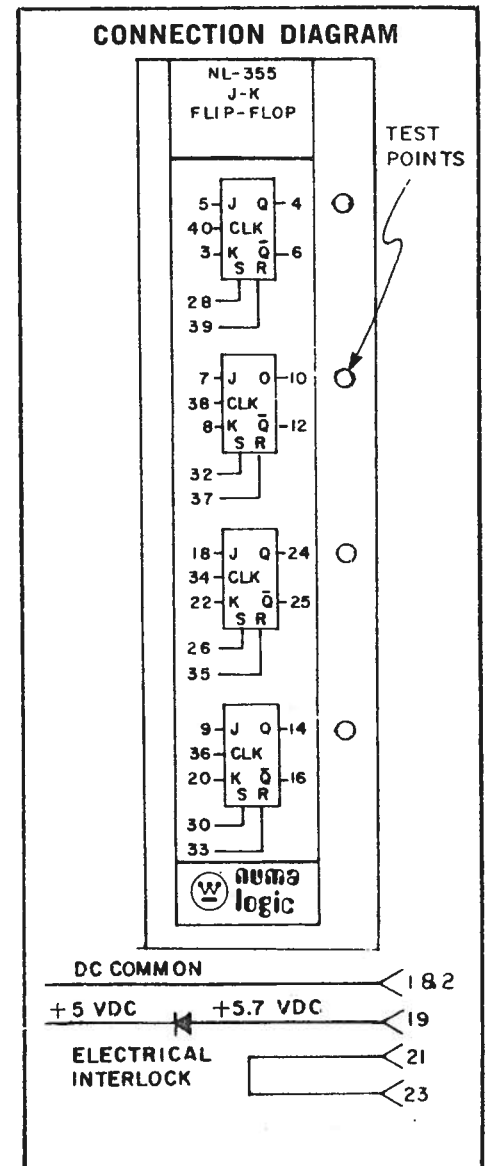 CONNECTION DIAGRAM
NL-355
J-K
FLIP-FLOP
TEST
POINTS
5 J Q 4
40 CLK
3 K Q̄ 6
S R
28
39
7 J O 10
38 CLK
8 K Q̄ 12
S R
32
37
18 J Q 24
34 CLK
22 K Q̄ 25
S R
26
35
9 J Q 14
36 CLK
20 K Q̄ 16
S R
30
33
W numa
logic
DC COMMON 1 & 2
+5 VDC +5.7 VDC 19
ELECTRICAL 21
INTERLOCK
23